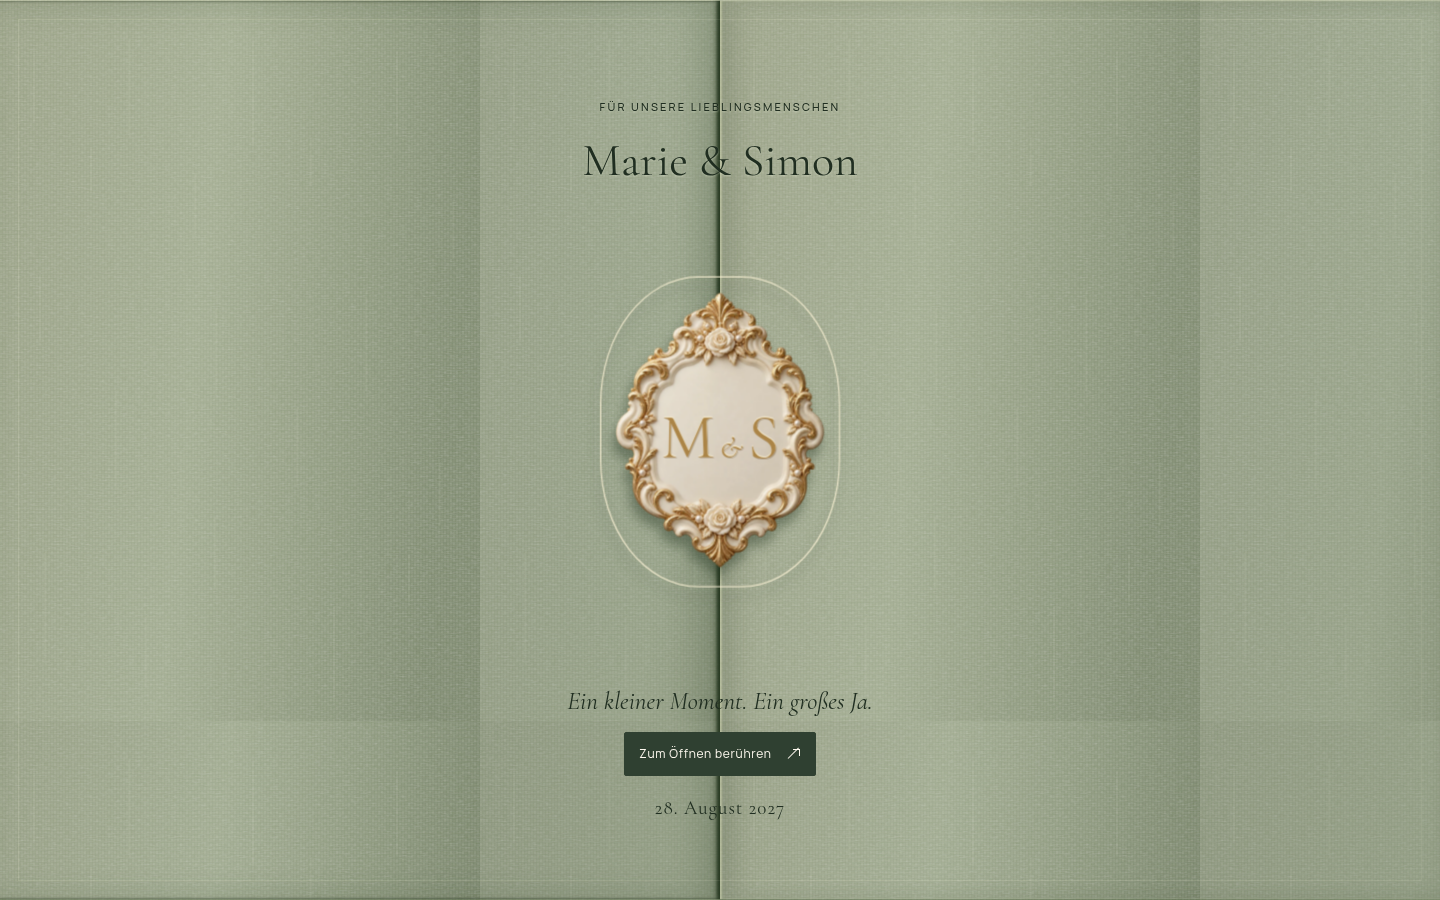 FÜR UNSERE LIEBLINGSMENSCHEN
Marie & Simon
M & S
Ein kleiner Moment. Ein großes Ja.
Zum Öffnen berühren
28. August 2027